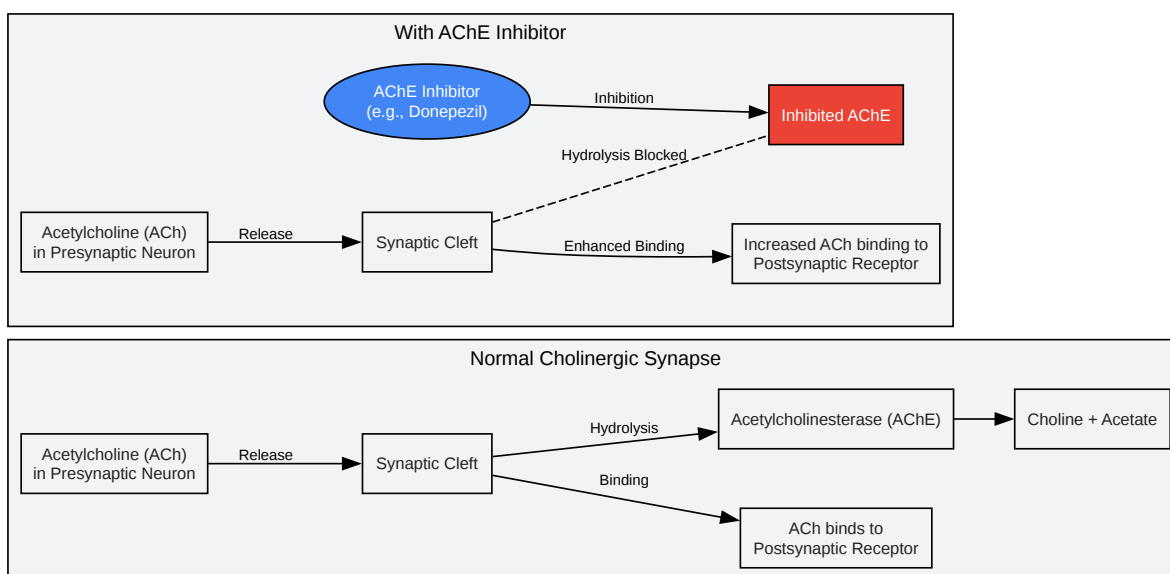 With AChE Inhibitor
AChE Inhibitor
(e.g., Donepezil)
Inhibition
Inhibited AChE
Hydrolysis Blocked
Acetylcholine (ACh)
in Presynaptic Neuron
Release
Synaptic Cleft
Enhanced Binding
Increased ACh binding to
Postsynaptic Receptor
Normal Cholinergic Synapse
Acetylcholine (ACh)
in Presynaptic Neuron
Release
Synaptic Cleft
Hydrolysis
Acetylcholinesterase (AChE)
Choline + Acetate
Binding
ACh binds to
Postsynaptic Receptor